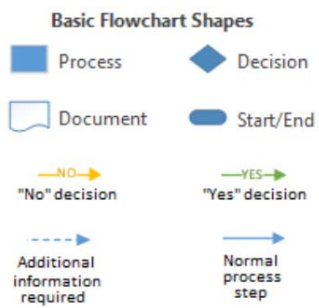 Basic Flowchart Shapes
Process
Decision
Document
Start/End
NO
YES
"No" decision
"Yes" decision
Additional
information
required
Normal
process
step